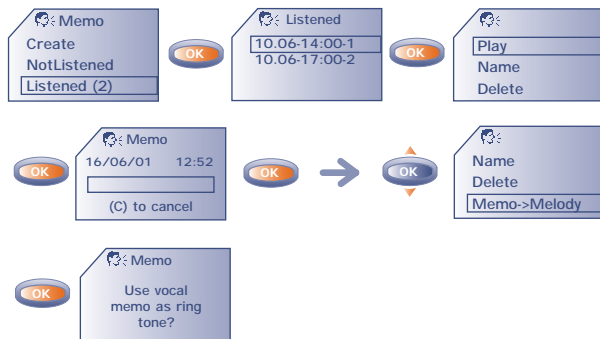 Memo
Create
NotListened
Listened (2)
OK
Listened
10.06-14:00-1
10.06-17:00-2
OK
Play
Name
Delete
OK
Memo
16/06/01 12:52
(C) to cancel
OK
OK
Name
Delete
Memo->Melody
OK
Memo
Use vocal
memo as ring
tone?